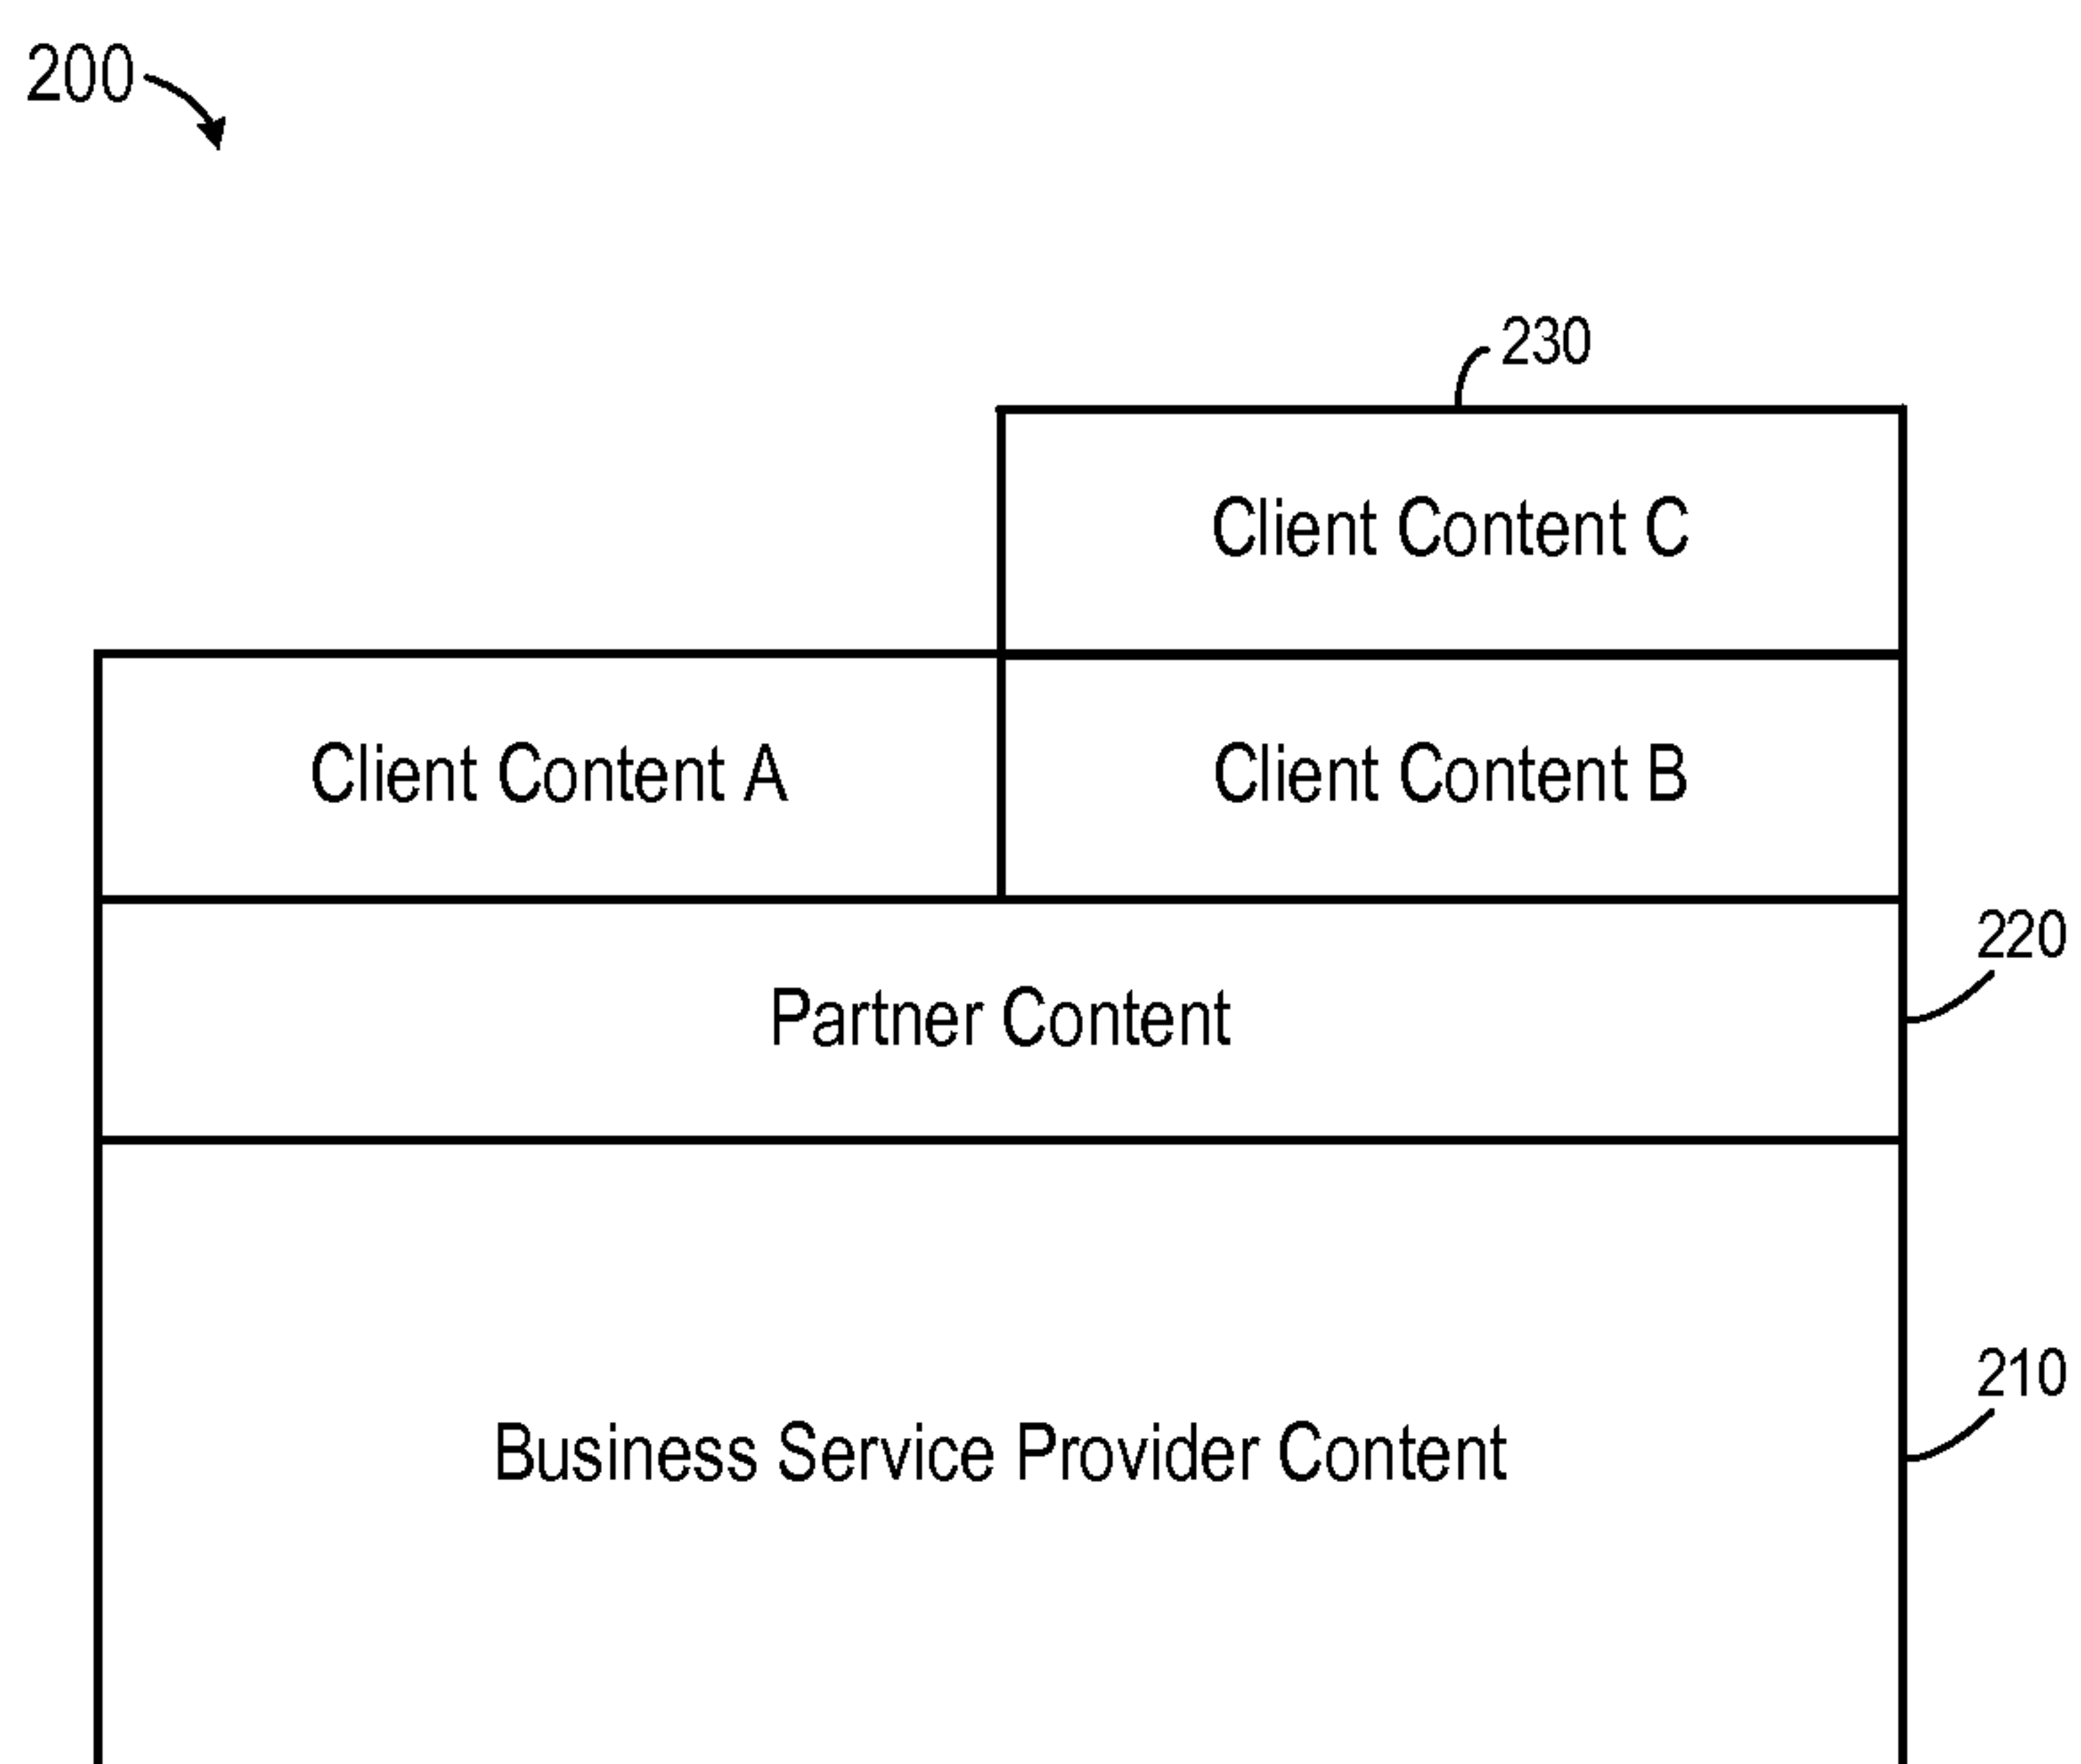 200
230
Client Content C
Client Content A
Client Content B
220
Partner Content
210
Business Service Provider Content